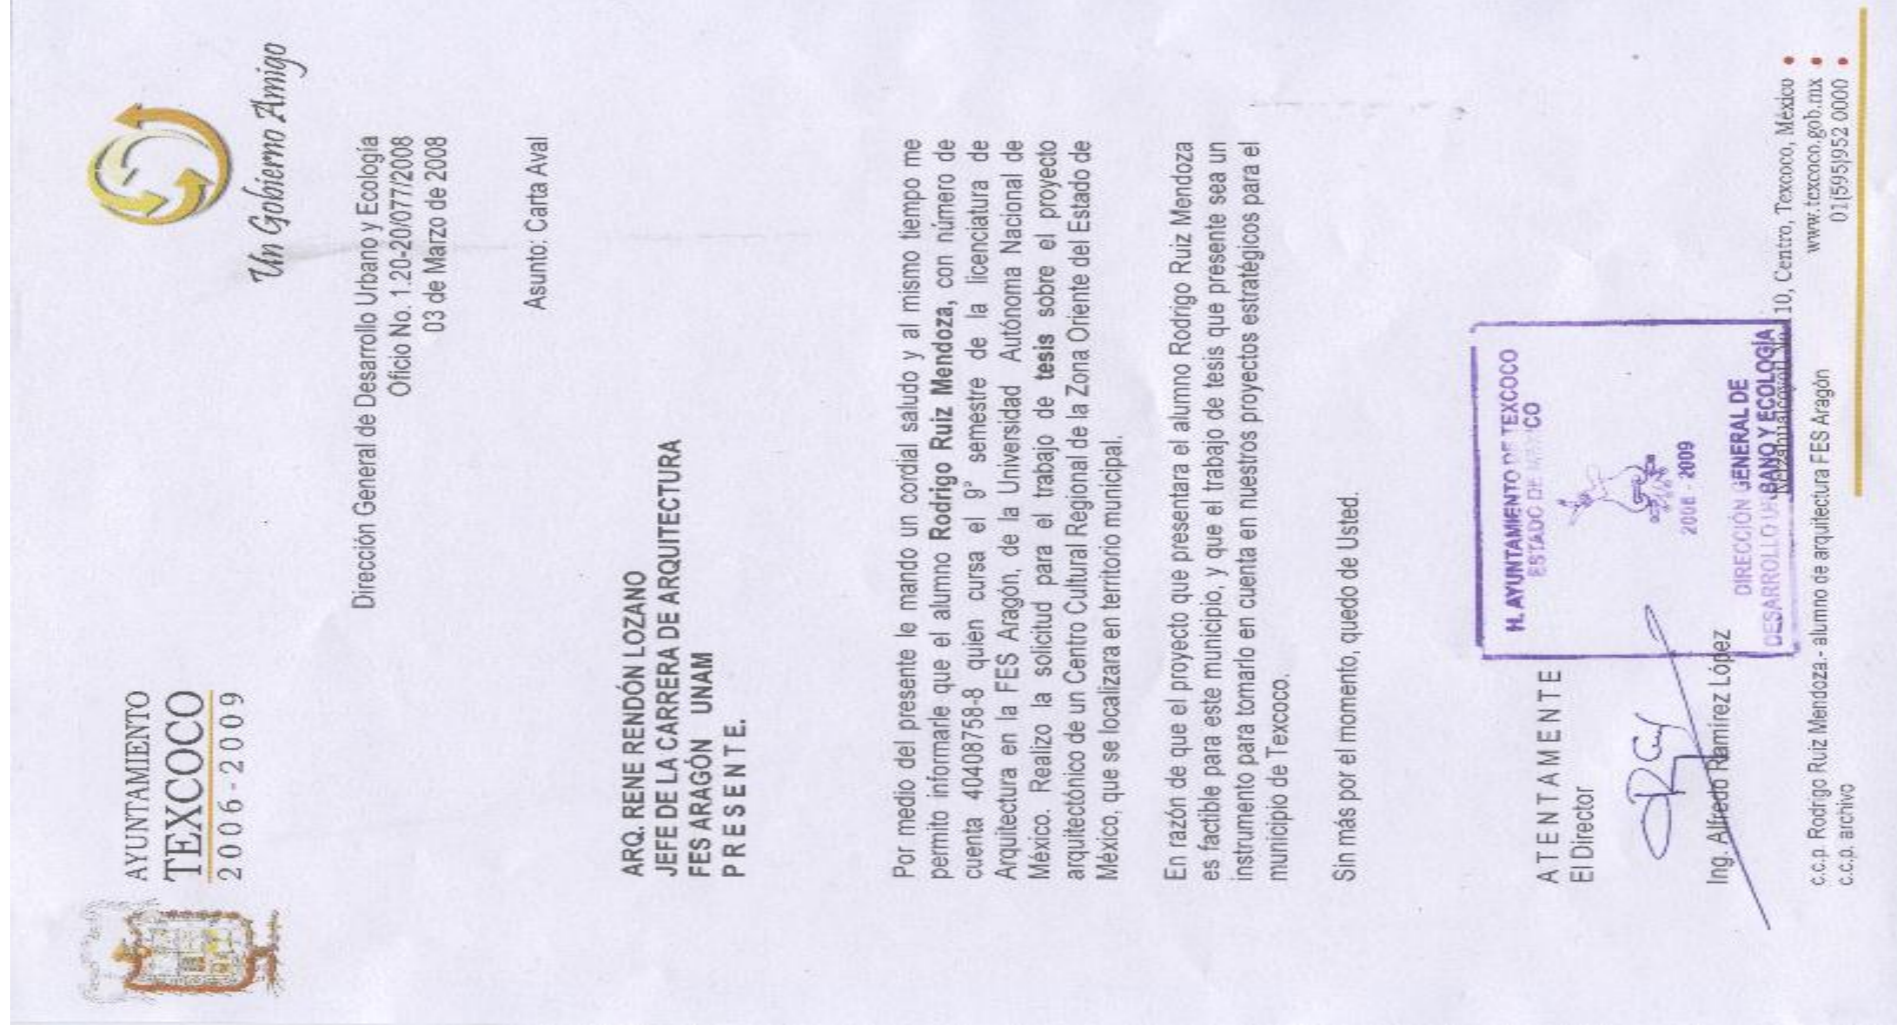 AYUNTAMIENTO
TEXCOCO
2006-2009
Un Gobierno Amigo
Dirección General de Desarrollo Urbano y Ecología
Oficio No. 1.20-20/077/2008
03 de Marzo de 2008
Asunto: Carta Aval
ARQ. RENE RENDÓN LOZANO
JEFE DE LA CARRERA DE ARQUITECTURA
FES ARAGÓN UNAM
P R E S E N T E.
Por medio del presente le mando un cordial saludo y al mismo tiempo me
permito informarle que el alumno Rodrigo Ruiz Mendoza, con número de
cuenta 40408758-8 quien cursa el 9° semestre de la licenciatura de
Arquitectura en la FES Aragón, de la Universidad Autónoma Nacional de
México. Realizo la solicitud para el trabajo de tesis sobre el proyecto
arquitectónico de un Centro Cultural Regional de la Zona Oriente del Estado de
México, que se localizara en territorio municipal.
En razón de que el proyecto que presentara el alumno Rodrigo Ruiz Mendoza
es factible para este municipio, y que el trabajo de tesis que presente sea un
instrumento para tomarlo en cuenta en nuestros proyectos estratégicos para el
municipio de Texcoco.
Sin más por el momento, quedo de Usted.
A T E N T A M E N T E
El Director
Ing. Alfredo Ramírez López
H. AYUNTAMIENTO DE TEXCOCO
ESTADO DE MEXICO
2006 - 2009
DIRECCIÓN GENERAL DE
DESARROLLO URBANO Y ECOLOGÍA
c.c.p. Rodrigo Ruiz Mendoza.- alumno de arquitectura FES Aragón
c.c.p. archivo
Netzahualcoyotl 110, Centro, Texcoco, México
www.texcoco.gob.mx
01(595)952 0000